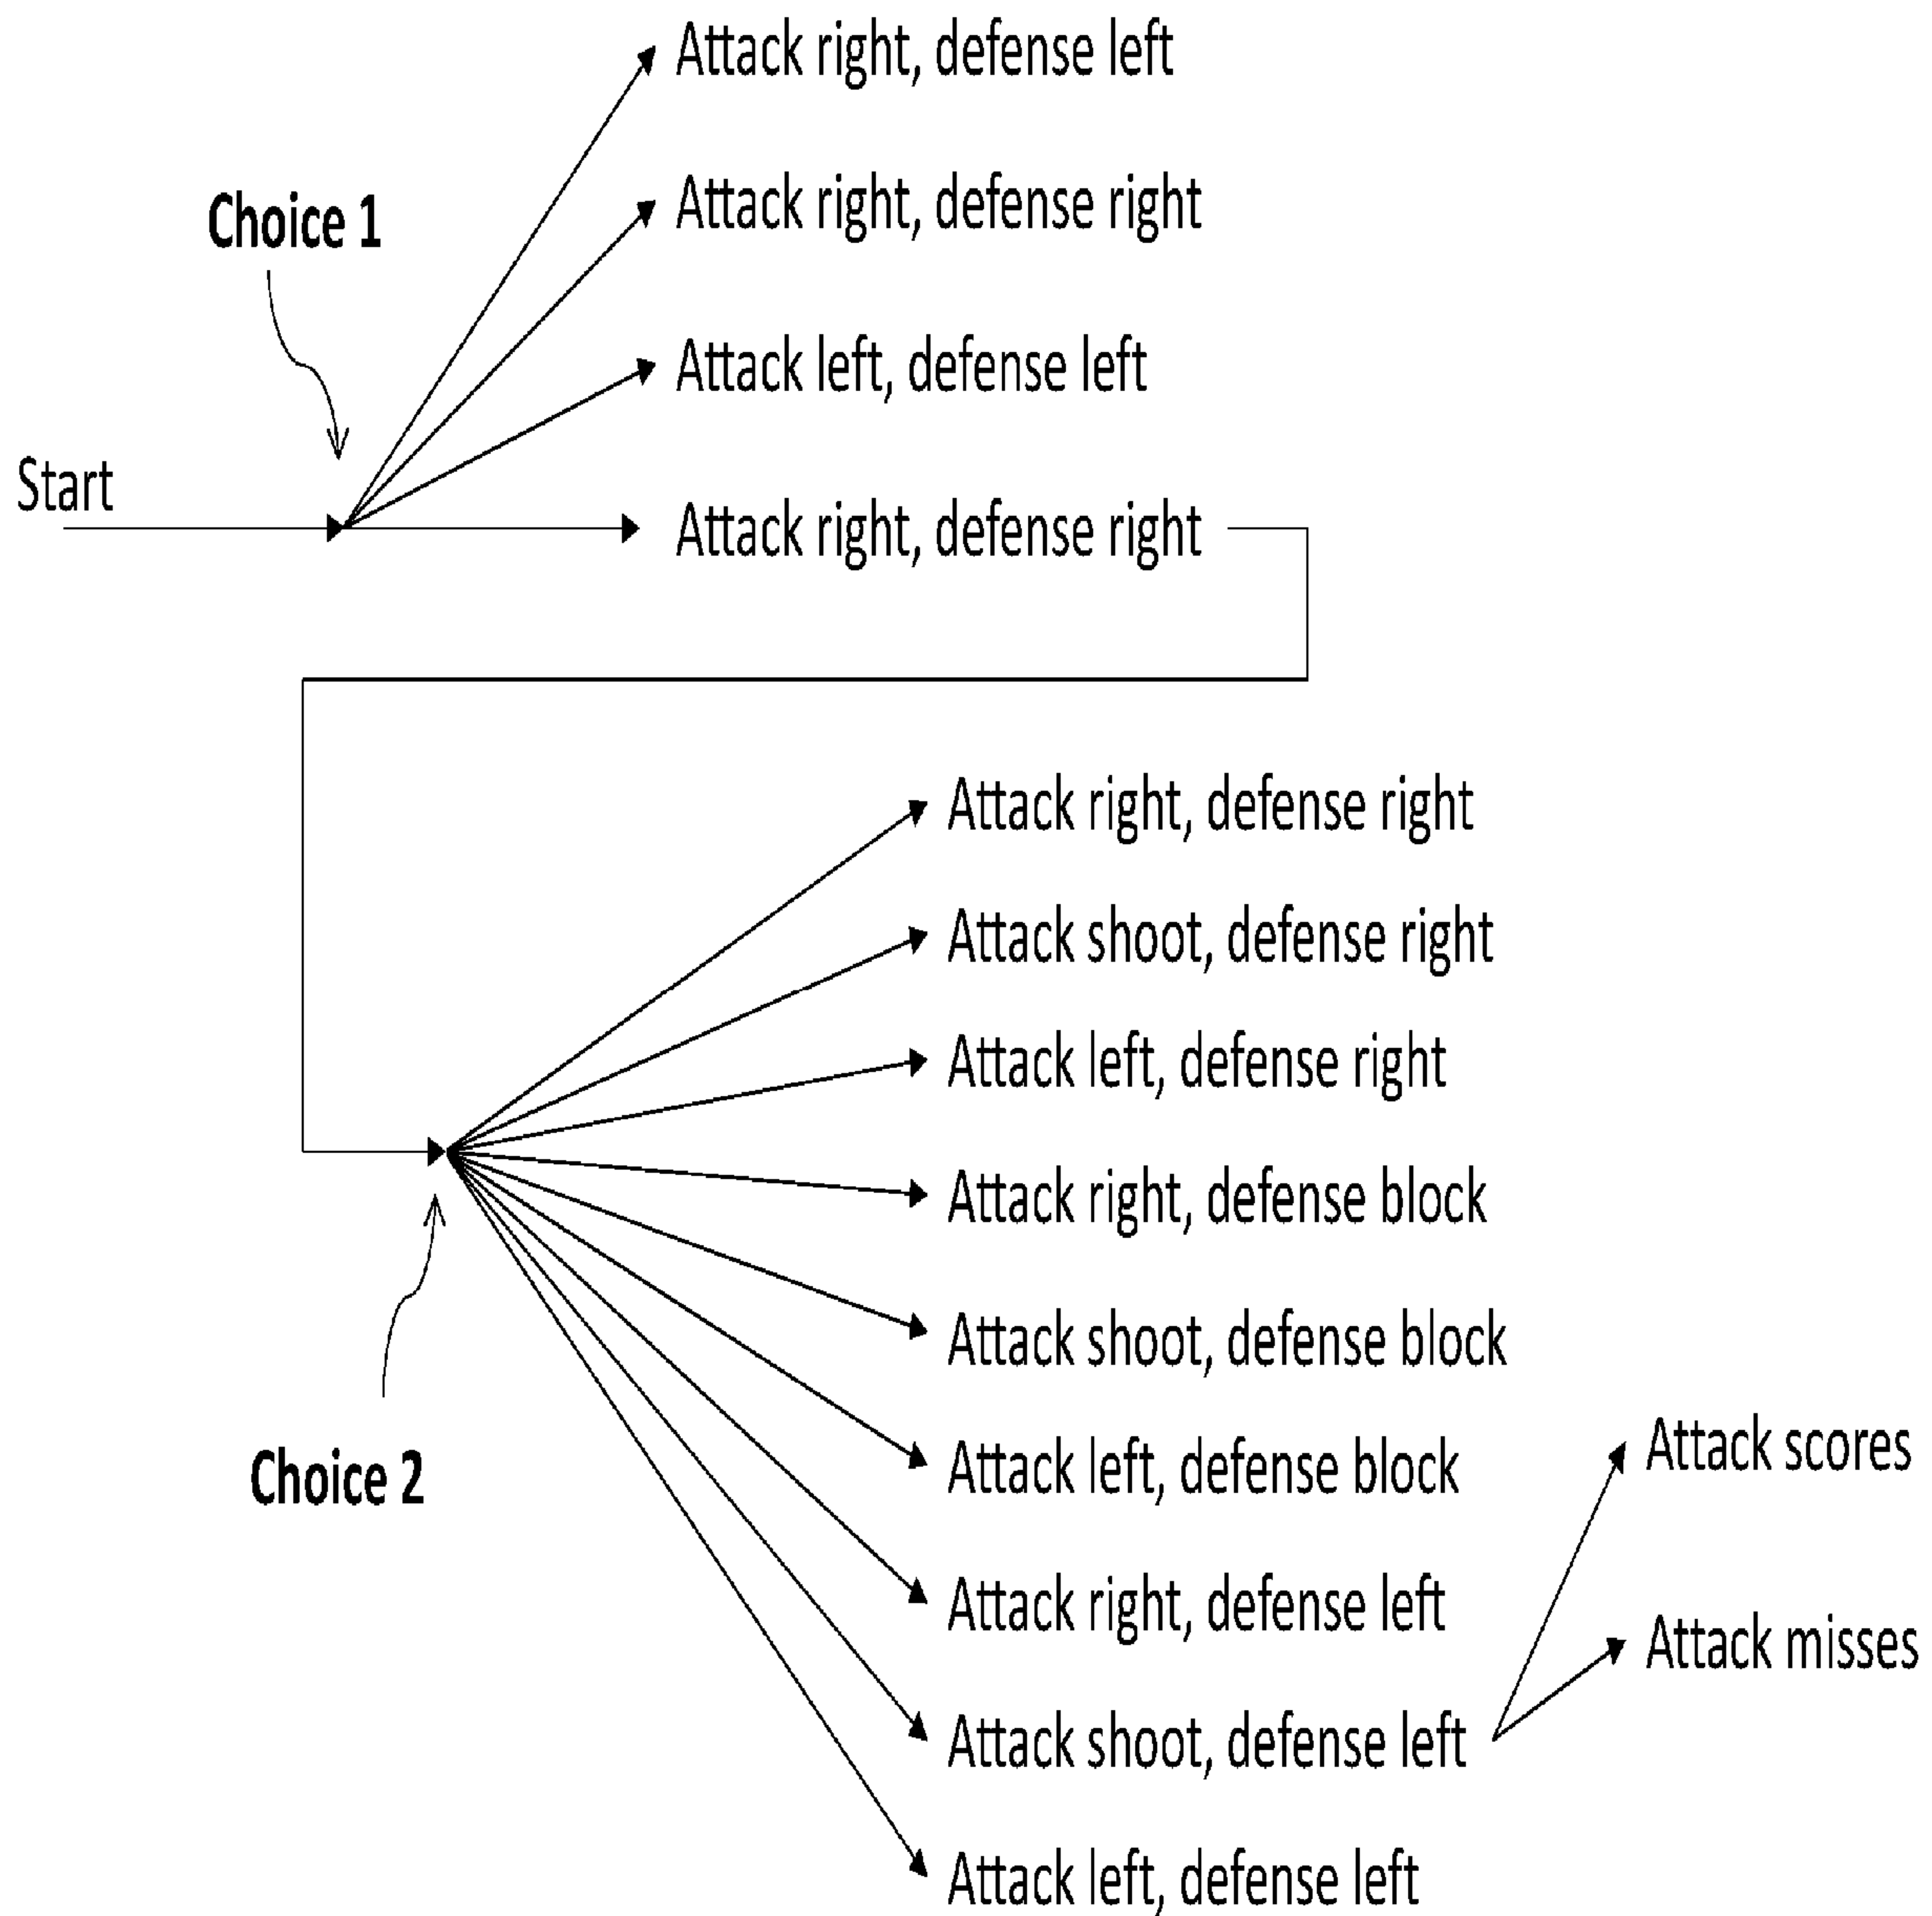 Attack right, defense left
Attack right, defense right
Choice 1
Attack left, defense left
Start
Attack right, defense right
Attack right, defense right
Attack shoot, defense right
Attack left, defense right
Attack right, defense block
Attack shoot, defense block
Choice 2
Attack left, defense block
Attack scores
Attack right, defense left
Attack misses
Attack shoot, defense left
Attack left, defense left